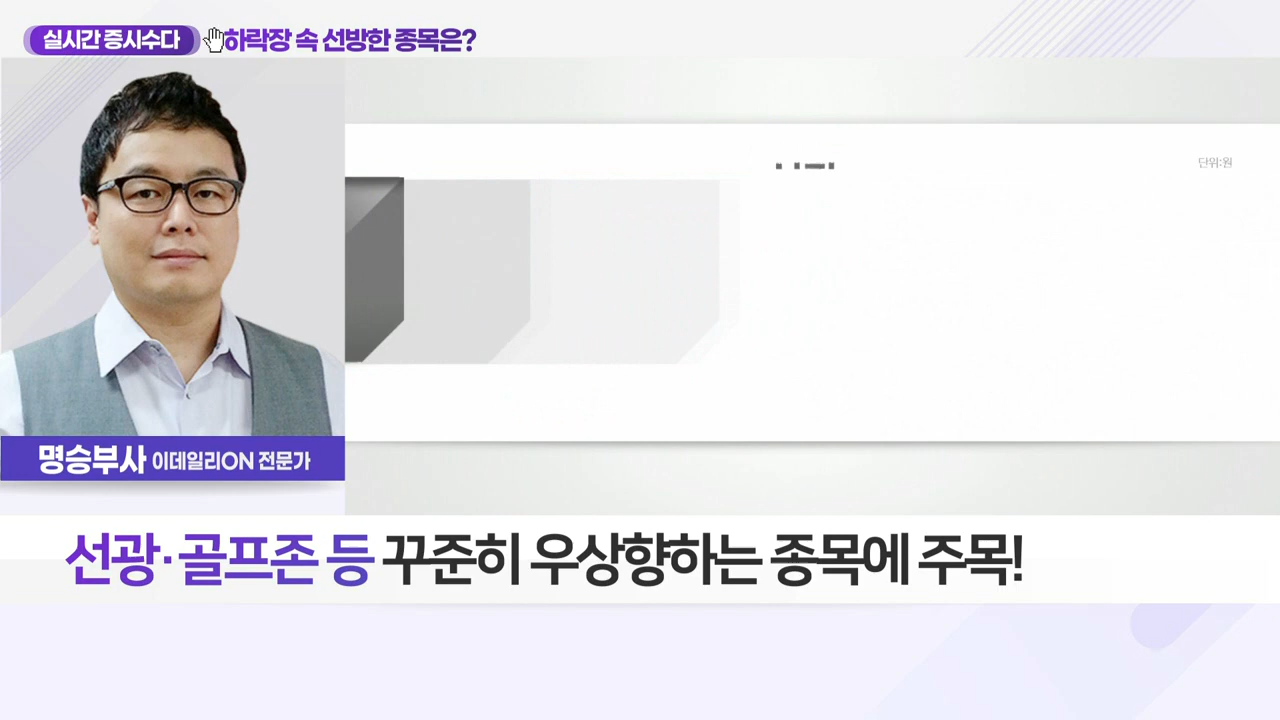 실시간 증시수다 하락장 속 선방한 종목은?
단위:원
명승부사 이데일리ON 전문가
선광·골프존 등 꾸준히 우상향하는 종목에 주목!